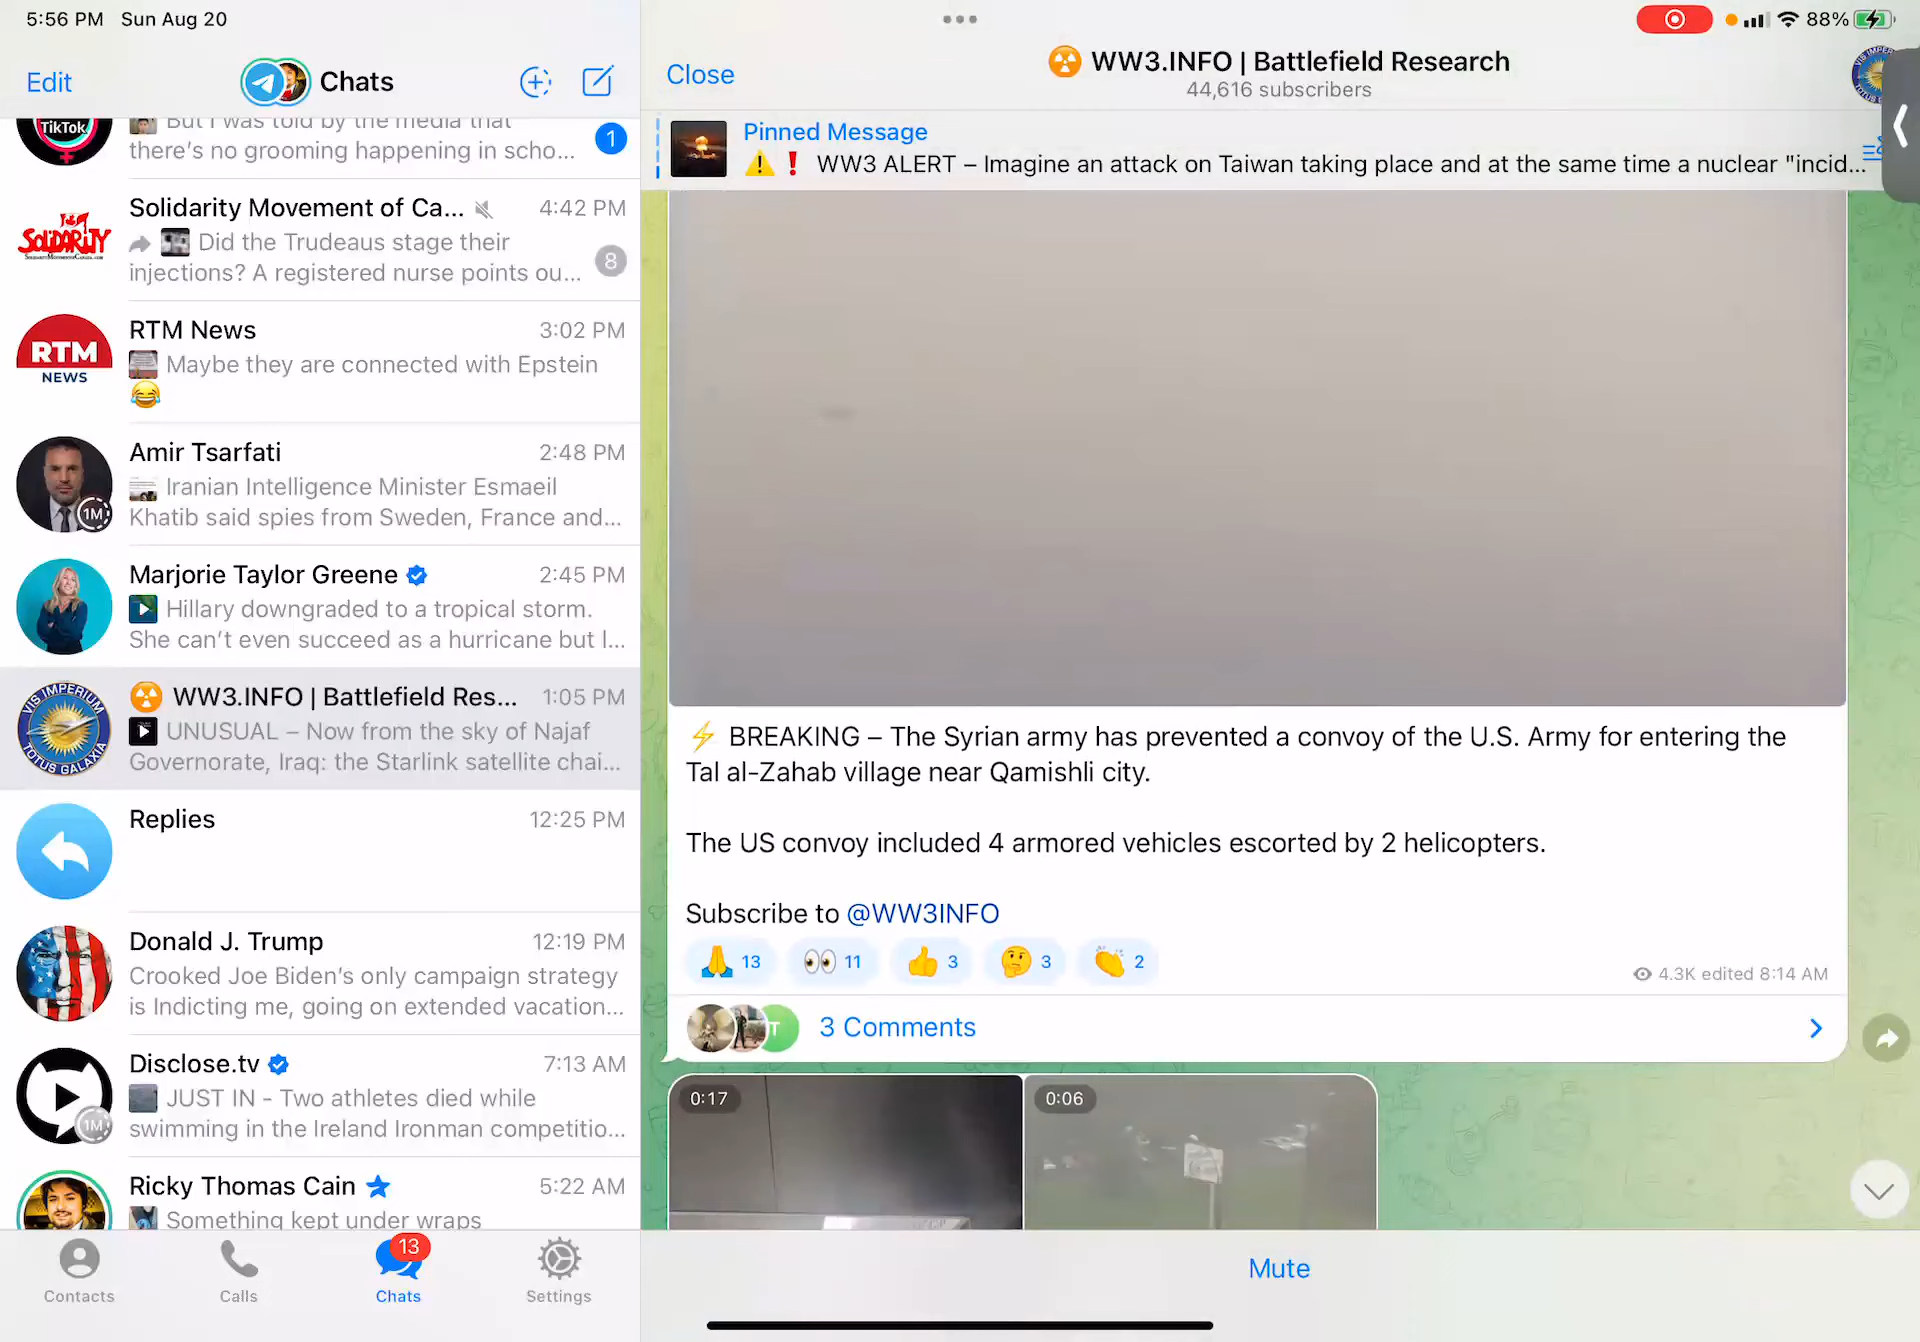 5:56 PM Sun Aug 20
88%
Edit
Chats
TikTok
But I was told by the media that
there's no grooming happening in scho...
1
SOLIDARITY
Solidarity Movement of Ca...
4:42 PM
Did the Trudeaus stage their
injections? A registered nurse points ou...
8
RTM
NEWS
RTM News
3:02 PM
Maybe they are connected with Epstein
😂
Amir Tsarfati
2:48 PM
1M
Iranian Intelligence Minister Esmaeil
Khatib said spies from Sweden, France and...
Marjorie Taylor Greene
2:45 PM
Hillary downgraded to a tropical storm.
She can't even succeed as a hurricane but I...
VIS IMPERIUM
TOTUS GALAXIA
☢️ WW3.INFO | Battlefield Res...
1:05 PM
UNUSUAL – Now from the sky of Najaf
Governorate, Iraq: the Starlink satellite chai...
Replies
12:25 PM
Donald J. Trump
12:19 PM
Crooked Joe Biden's only campaign strategy
is Indicting me, going on extended vacation...
Disclose.tv
7:13 AM
1M
JUST IN - Two athletes died while
swimming in the Ireland Ironman competitio...
Ricky Thomas Cain
5:22 AM
Something kept under wraps
Contacts
Calls
13
Chats
Settings
Close
☢️ WW3.INFO | Battlefield Research
44,616 subscribers
Pinned Message
⚠️❗ WW3 ALERT – Imagine an attack on Taiwan taking place and at the same time a nuclear "incid...
⚡ BREAKING – The Syrian army has prevented a convoy of the U.S. Army for entering the
Tal al-Zahab village near Qamishli city.
The US convoy included 4 armored vehicles escorted by 2 helicopters.
Subscribe to @WW3INFO
🙏 13 👀 11 👍 3 🤔 3 👏 2
4.3K edited 8:14 AM
T
3 Comments
0:17
0:06
Mute